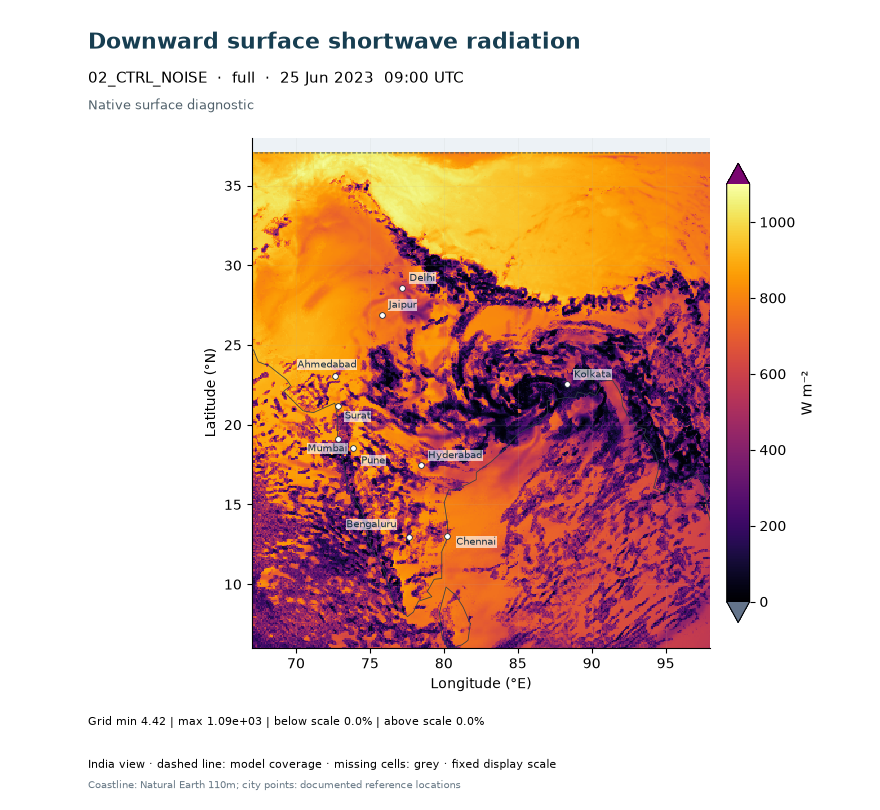 Downward surface shortwave radiation
02_CTRL_NOISE · full · 25 Jun 2023 09:00 UTC
Native surface diagnostic
35
30
25
20
15
10
Latitude (°N)
70 75 80 85 90 95
Longitude (°E)
Delhi
Jaipur
Ahmedabad
Kolkata
Surat
Mumbai
Pune
Hyderabad
Bengaluru
Chennai
1000
800
600
400
200
0
W m⁻²
Grid min 4.42 | max 1.09e+03 | below scale 0.0% | above scale 0.0%
India view · dashed line: model coverage · missing cells: grey · fixed display scale
Coastline: Natural Earth 110m; city points: documented reference locations